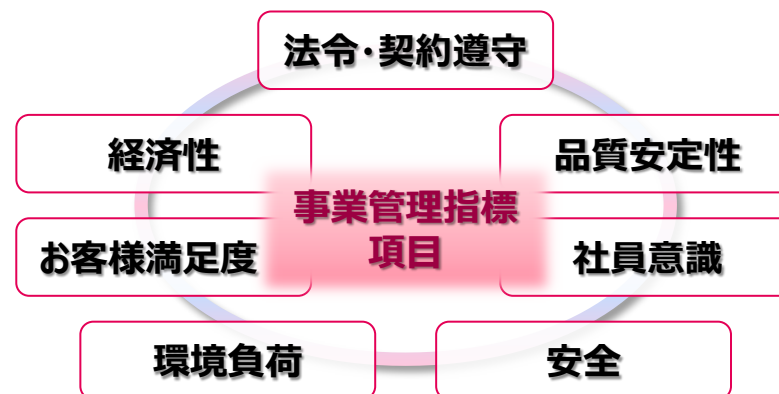 法令・契約遵守
経済性
品質安定性
事業管理指標
項目
お客様満足度
社員意識
環境負荷
安全